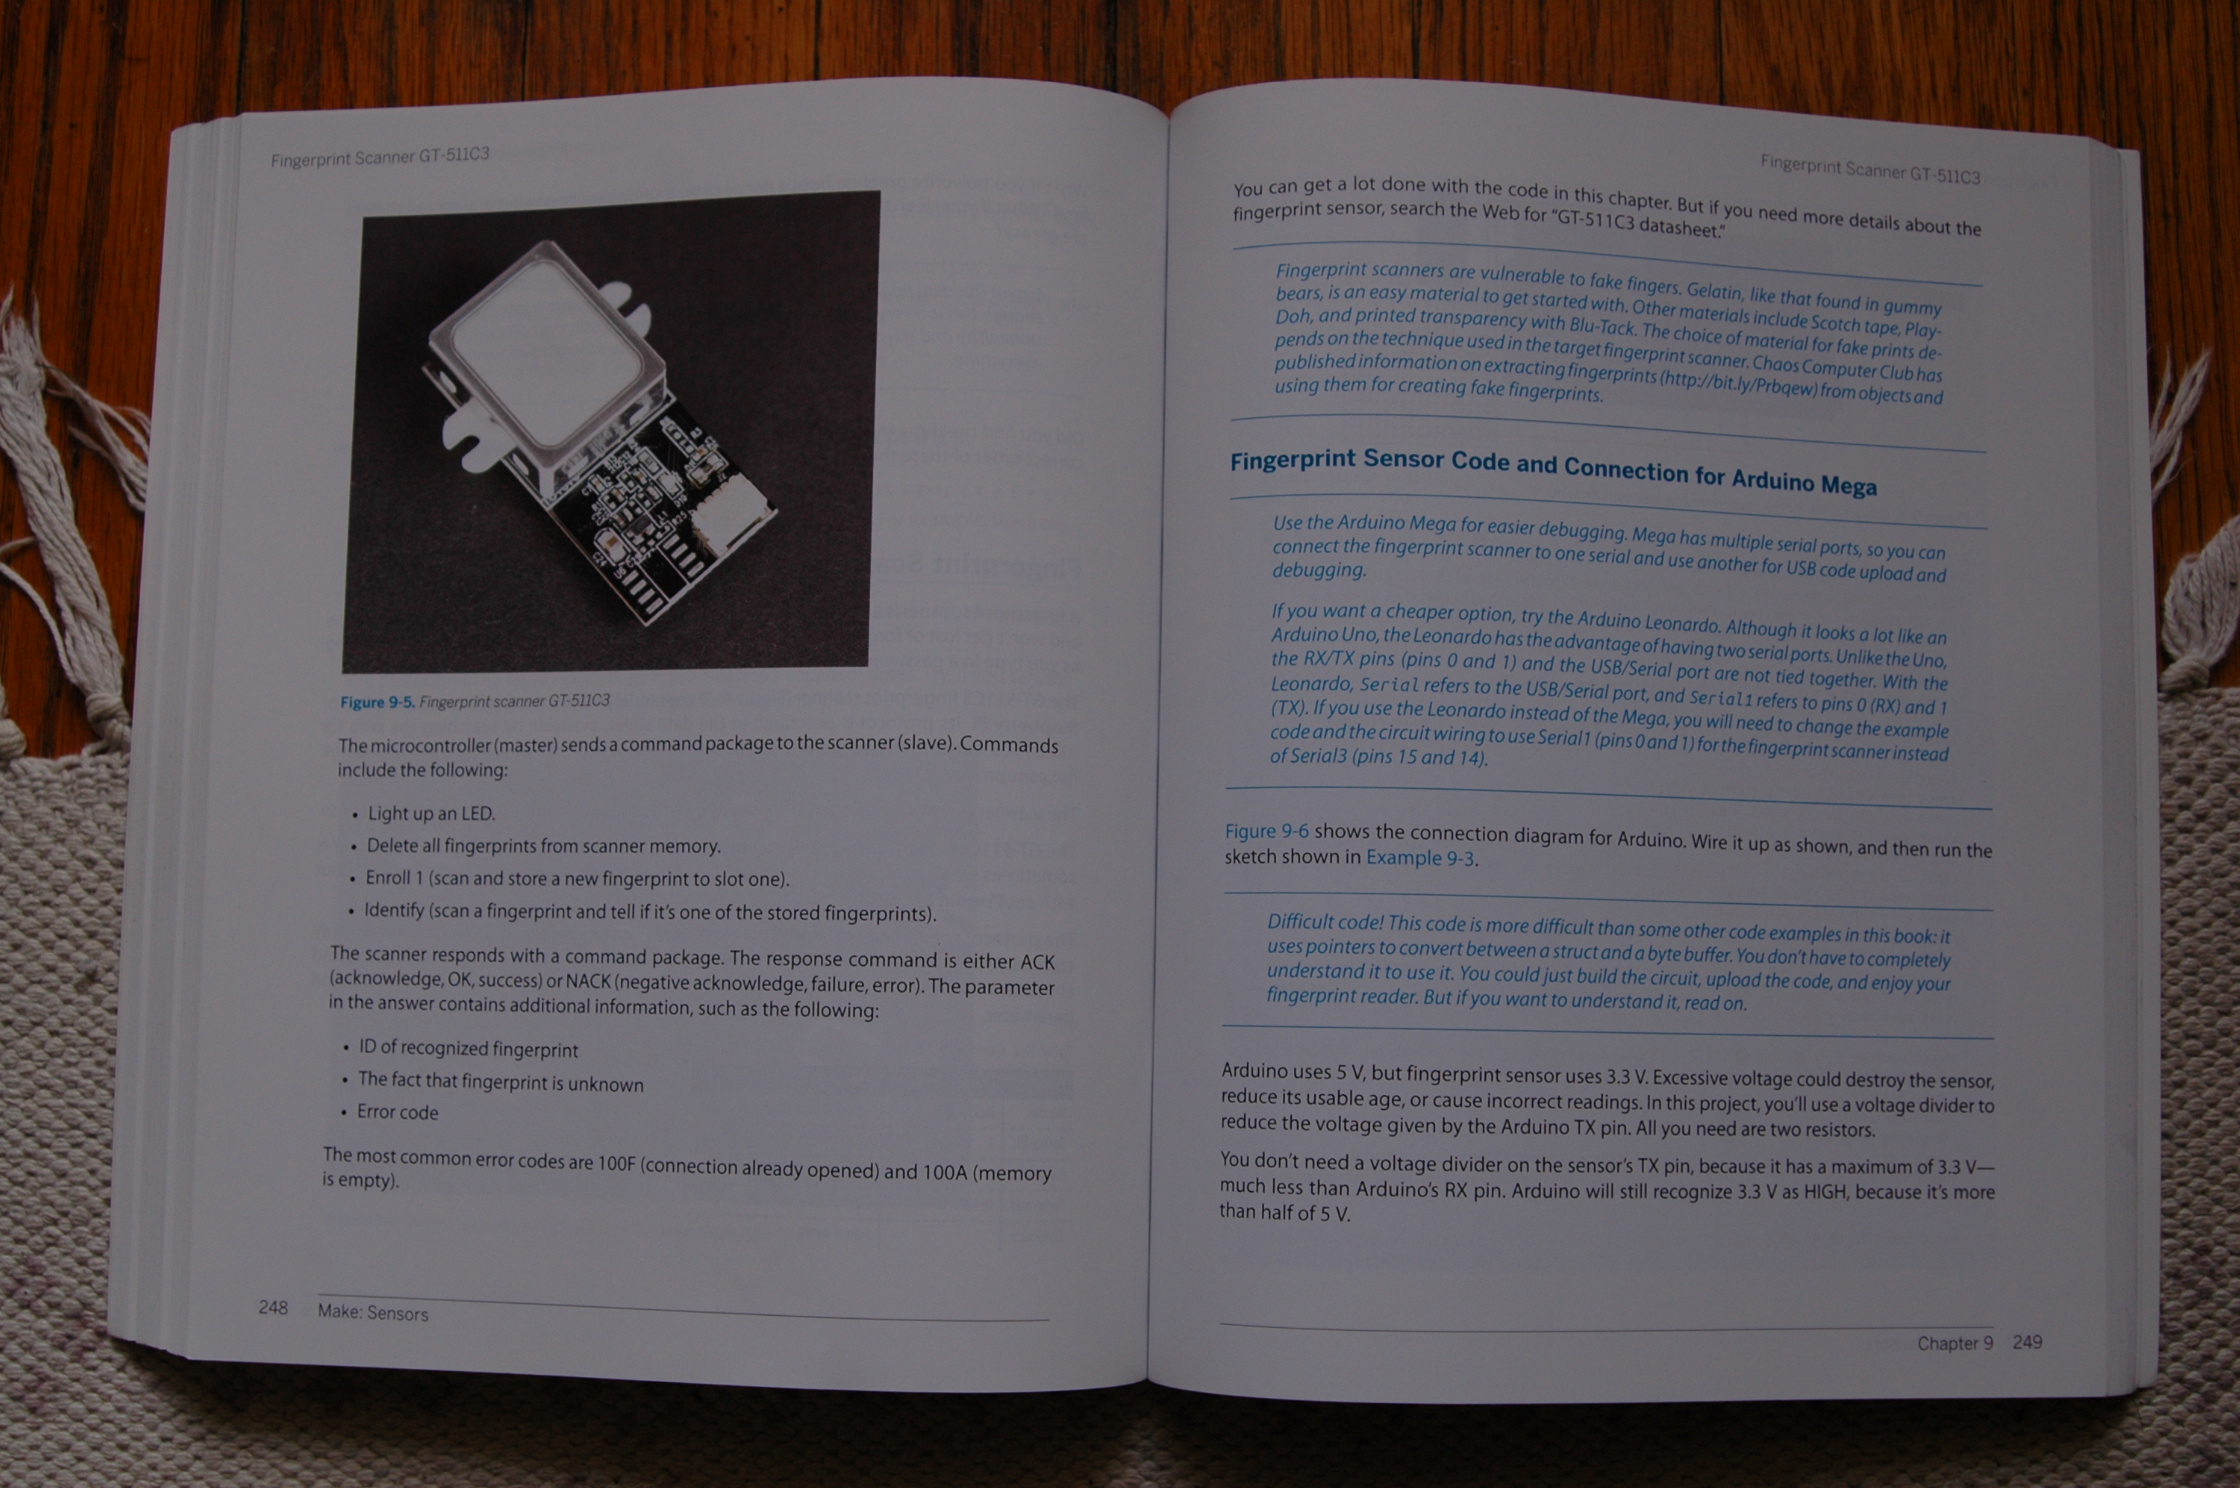 Fingerprint Scanner GT-511C3
Figure 9-5. Fingerprint scanner GT-511C3
The microcontroller (master) sends a command package to the scanner (slave). Commands
include the following:
• Light up an LED.
• Delete all fingerprints from scanner memory.
• Enroll 1 (scan and store a new fingerprint to slot one).
• Identify (scan a fingerprint and tell if it's one of the stored fingerprints).
The scanner responds with a command package. The response command is either ACK
(acknowledge, OK, success) or NACK (negative acknowledge, failure, error). The parameter
in the answer contains additional information, such as the following:
• ID of recognized fingerprint
• The fact that fingerprint is unknown
• Error code
The most common error codes are 100F (connection already opened) and 100A (memory
is empty).
248 Make: Sensors
Fingerprint Scanner GT-511C3
You can get a lot done with the code in this chapter. But if you need more details about the
fingerprint sensor, search the Web for “GT-511C3 datasheet.”
Fingerprint scanners are vulnerable to fake fingers. Gelatin, like that found in gummy
bears, is an easy material to get started with. Other materials include Scotch tape, Play-
Doh, and printed transparency with Blu-Tack. The choice of material for fake prints de-
pends on the technique used in the target fingerprint scanner. Chaos Computer Club has
published information on extracting fingerprints (http://bit.ly/Prbqew) from objects and
using them for creating fake fingerprints.
Fingerprint Sensor Code and Connection for Arduino Mega
Use the Arduino Mega for easier debugging. Mega has multiple serial ports, so you can
connect the fingerprint scanner to one serial and use another for USB code upload and
debugging.
If you want a cheaper option, try the Arduino Leonardo. Although it looks a lot like an
Arduino Uno, the Leonardo has the advantage of having two serial ports. Unlike the Uno,
the RX/TX pins (pins 0 and 1) and the USB/Serial port are not tied together. With the
Leonardo, Serial refers to the USB/Serial port, and Serial1 refers to pins 0 (RX) and 1
(TX). If you use the Leonardo instead of the Mega, you will need to change the example
code and the circuit wiring to use Serial1 (pins 0 and 1) for the fingerprint scanner instead
of Serial3 (pins 15 and 14).
Figure 9-6 shows the connection diagram for Arduino. Wire it up as shown, and then run the
sketch shown in Example 9-3.
Difficult code! This code is more difficult than some other code examples in this book: it
uses pointers to convert between a struct and a byte buffer. You don't have to completely
understand it to use it. You could just build the circuit, upload the code, and enjoy your
fingerprint reader. But if you want to understand it, read on.
Arduino uses 5 V, but fingerprint sensor uses 3.3 V. Excessive voltage could destroy the sensor,
reduce its usable age, or cause incorrect readings. In this project, you'll use a voltage divider to
reduce the voltage given by the Arduino TX pin. All you need are two resistors.
You don't need a voltage divider on the sensor's TX pin, because it has a maximum of 3.3 V—
much less than Arduino's RX pin. Arduino will still recognize 3.3 V as HIGH, because it's more
than half of 5 V.
Chapter 9 249